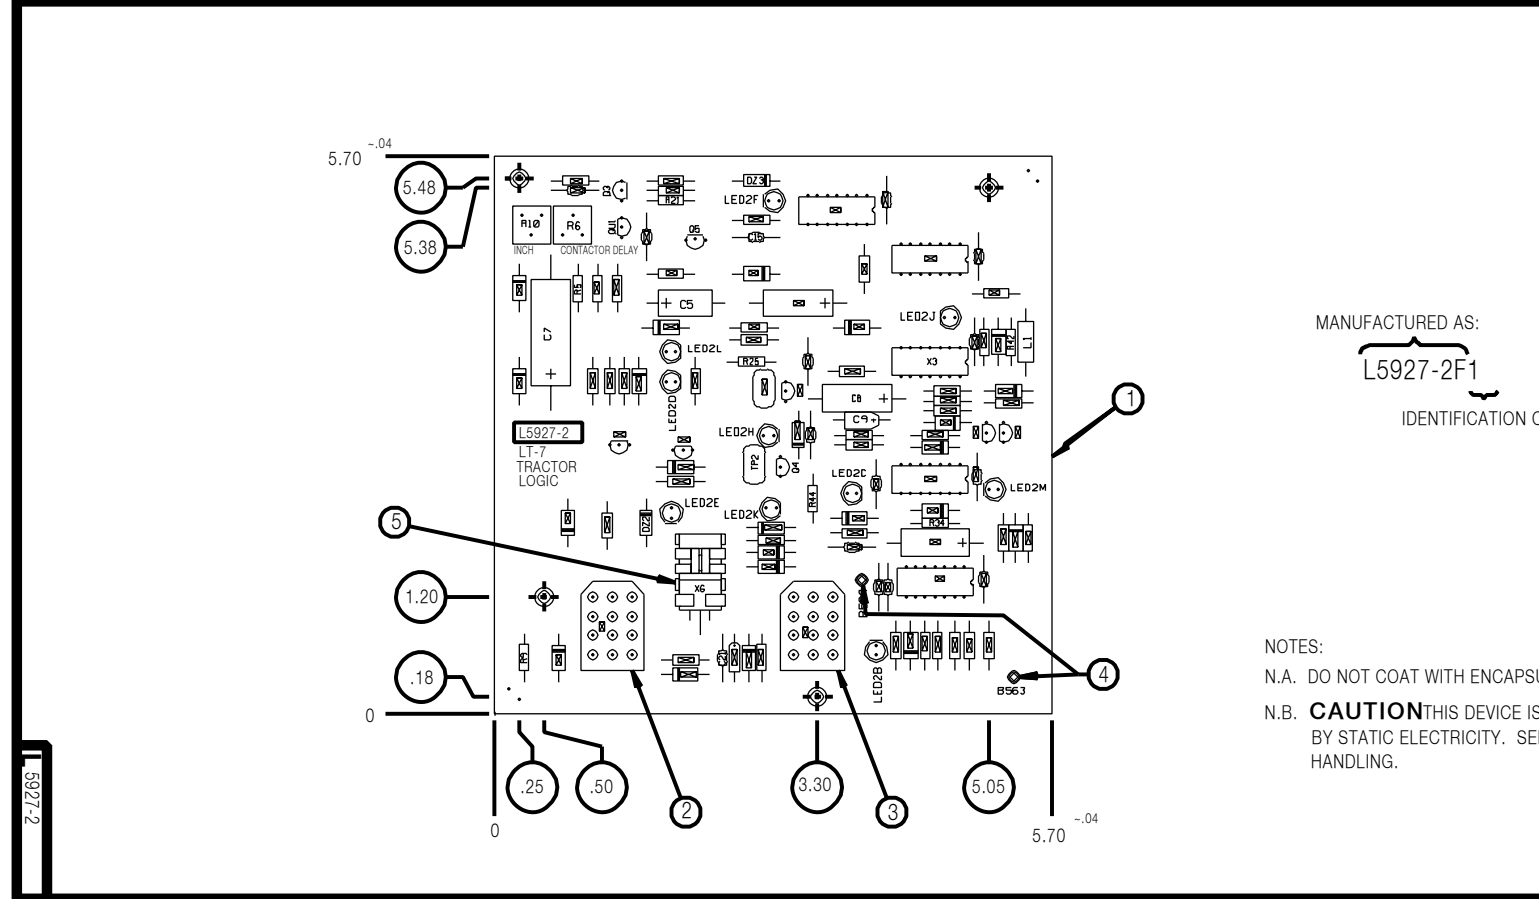 5.70 ~.04
5.48
5.38
1.20
.18
0
0
.25
.50
3.30
5.05
5.70 ~.04
R10
R6
INCH
CONTACTOR DELAY
Q3
QU1
Q5
R21
DZ3
LED2F
C7
R5
C5
LED2J
R42
L1
LED2L
R25
X3
LED2D
C8
C9
L5927-2
LT-7
TRACTOR
LOGIC
LED2H
TP2
Q4
LED2C
LED2M
R44
R34
DZ2
LED2E
LED2K
X6
R9
LED2B
B563
1
2
3
4
5
MANUFACTURED AS:
L5927-2F1
IDENTIFICATION
NOTES:
N.A. DO NOT COAT WITH ENCAPSU
N.B. CAUTION THIS DEVICE IS
BY STATIC ELECTRICITY. SE
HANDLING.
L 5927-2